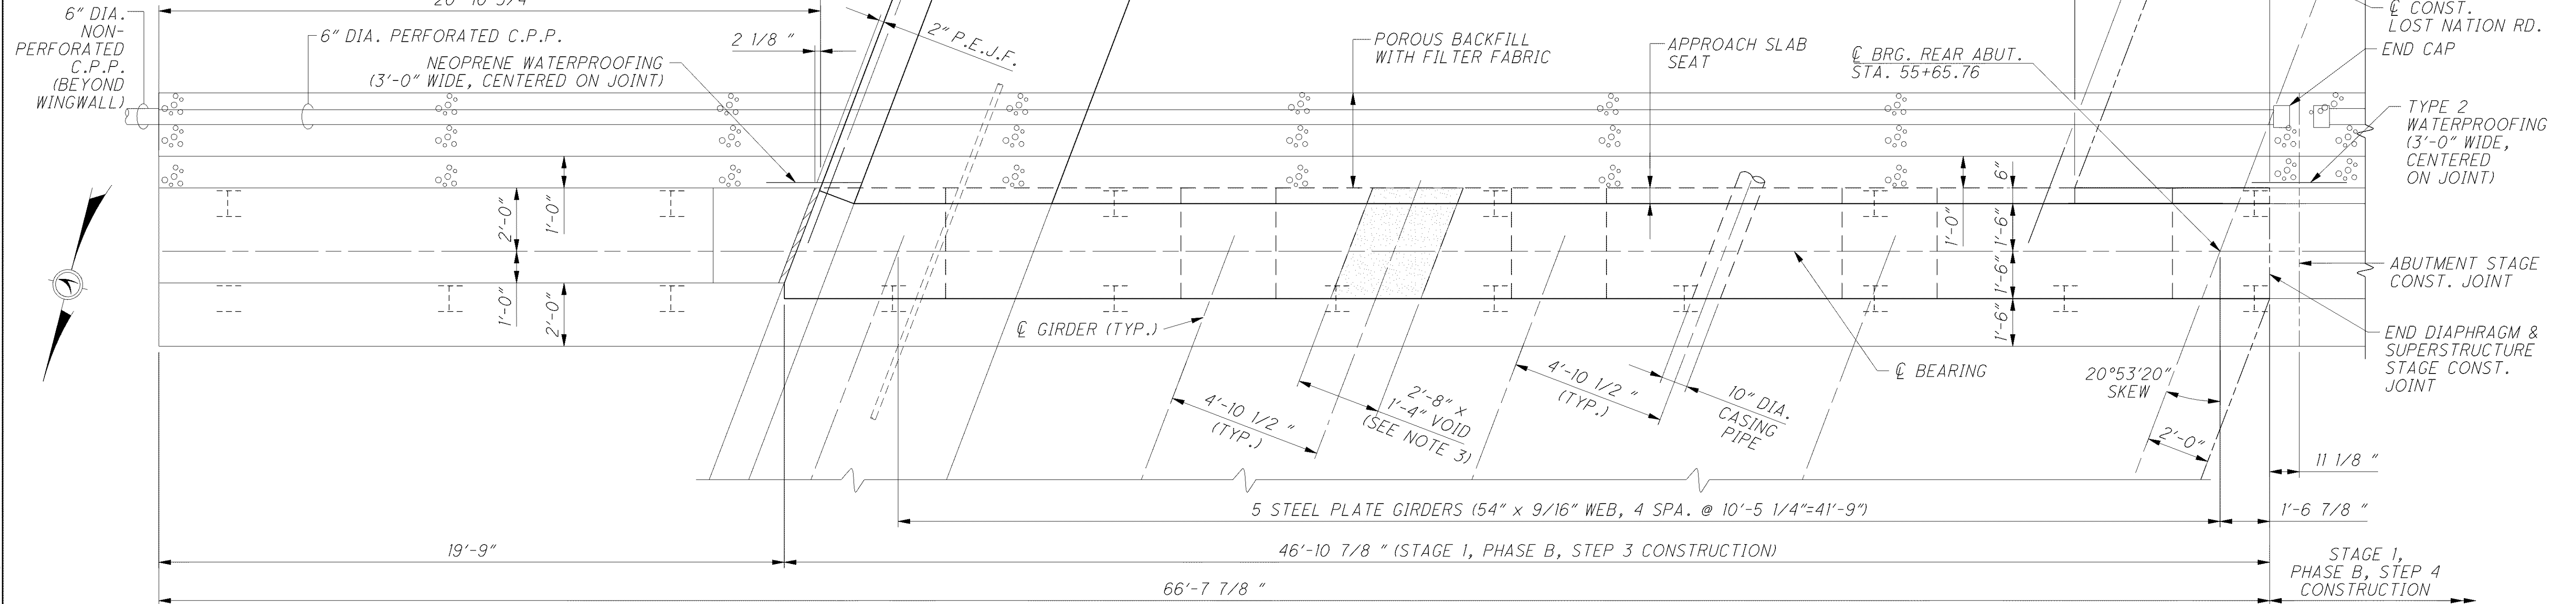 6" DIA.
NON-
PERFORATED
C.P.P.
(BEYOND
WINGWALL)
6" DIA. PERFORATED C.P.P.
NEOPRENE WATERPROOFING
(3'-0" WIDE, CENTERED ON JOINT)
2 1/8 "
2" P.E.J.F.
POROUS BACKFILL
WITH FILTER FABRIC
APPROACH SLAB
SEAT
℄ BRG. REAR ABUT.
STA. 55+65.76
℄ CONST.
LOST NATION RD.
END CAP
TYPE 2
WATERPROOFING
(3'-0" WIDE,
CENTERED
ON JOINT)
2'-0"
1'-0"
1'-0"
2'-0"
1'-0"
6"
1'-6"
1'-6"
1'-6"
ABUTMENT STAGE
CONST. JOINT
END DIAPHRAGM &
SUPERSTRUCTURE
STAGE CONST.
JOINT
℄ GIRDER (TYP.)
℄ BEARING
4'-10 1/2 "
(TYP.)
2'-8" x
1'-4" VOID
(SEE NOTE 3)
4'-10 1/2 "
(TYP.)
10" DIA.
CASING
PIPE
20°53'20"
SKEW
2'-0"
11 1/8 "
5 STEEL PLATE GIRDERS (54" x 9/16" WEB, 4 SPA. @ 10'-5 1/4"=41'-9")
1'-6 7/8 "
19'-9"
46'-10 7/8 " (STAGE 1, PHASE B, STEP 3 CONSTRUCTION)
STAGE 1,
PHASE B, STEP 4
CONSTRUCTION
66'-7 7/8 "